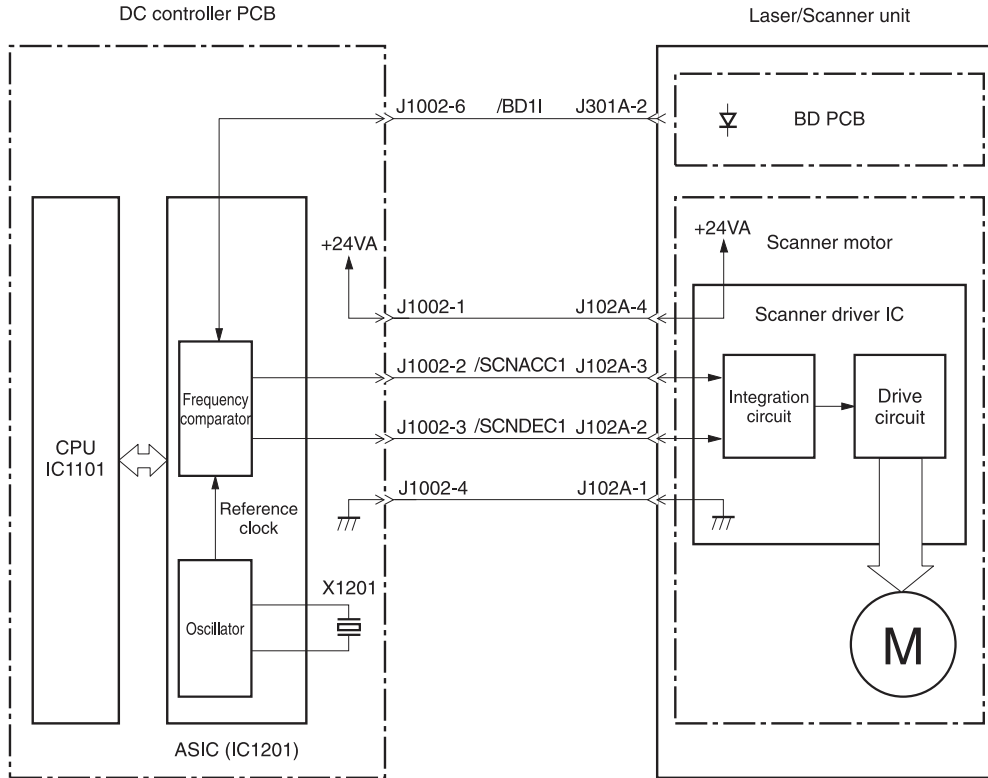 DC controller PCB
Laser/Scanner unit
J1002-6 /BD1I J301A-2
BD PCB
+24VA
+24VA
Scanner motor
J1002-1 J102A-4
Scanner driver IC
J1002-2 /SCNACC1 J102A-3
Frequency
comparator
Integration
circuit
Drive
circuit
J1002-3 /SCNDEC1 J102A-2
CPU
IC1101
J1002-4 J102A-1
Reference
clock
X1201
Oscillator
M
ASIC (IC1201)